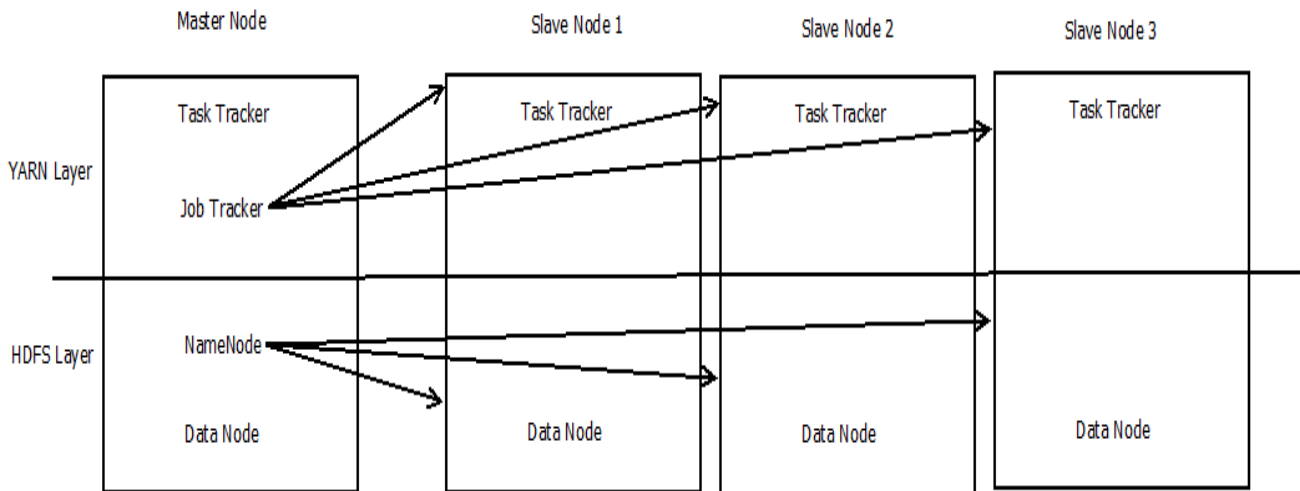 Master Node
Slave Node 1
Slave Node 2
Slave Node 3
Task Tracker
Task Tracker
Task Tracker
Task Tracker
YARN Layer
Job Tracker
NameNode
HDFS Layer
Data Node
Data Node
Data Node
Data Node